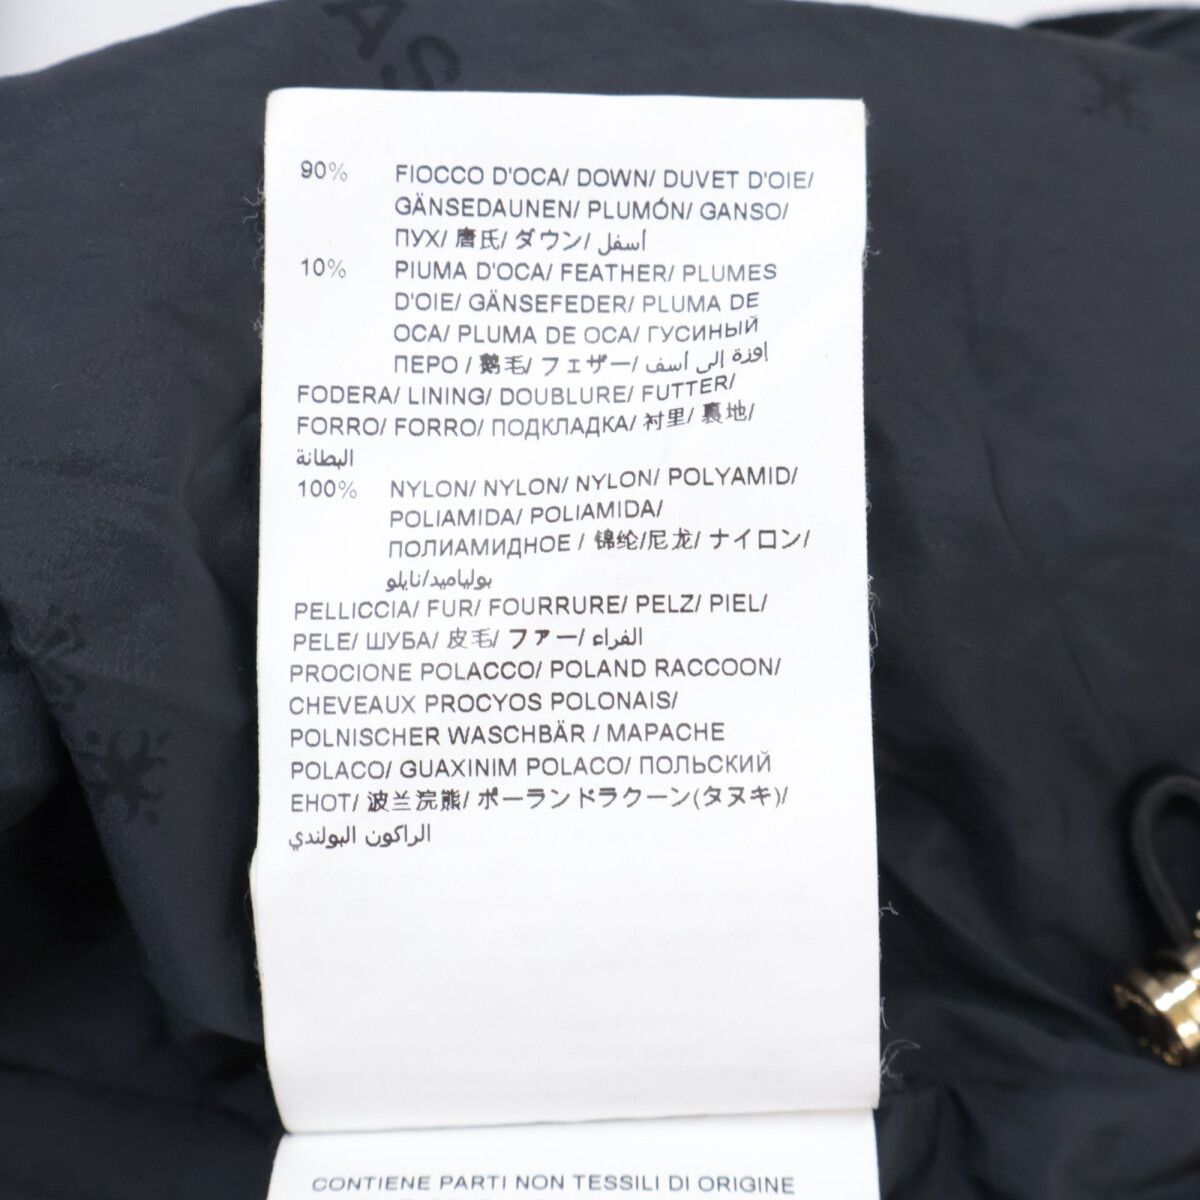 AS
90% FIOCCO D'OCA/ DOWN/ DUVET D'OIE/
GÄNSEDAUNEN/ PLUMÓN/ GANSO/
ПУХ/ 唐氏/ ダウン/ أسفل
10% PIUMA D'OCA/ FEATHER/ PLUMES
D'OIE/ GÄNSEFEDER/ PLUMA DE
OCA/ PLUMA DE OCA/ ГУСИНЫЙ
ПЕРО / 鹅毛/ フェザー/ اوزة إلى أسف
FODERA/ LINING/ DOUBLURE/ FUTTER/
FORRO/ FORRO/ ПОДКЛАДКА/ 衬里/ 裏地/
البطانة
100% NYLON/ NYLON/ NYLON/ POLYAMID/
POLIAMIDA/ POLIAMIDA/
ПОЛИАМИДНОЕ / 锦纶/尼龙/ ナイロン/
بولياميد/نايلو
PELLICCIA/ FUR/ FOURRURE/ PELZ/ PIEL/
PELE/ ШУБА/ 皮毛/ ファー/ الفراء
PROCIONE POLACCO/ POLAND RACCOON/
CHEVEAUX PROCYOS POLONAIS/
POLNISCHER WASCHBÄR / MAPACHE
POLACO/ GUAXINIM POLACO/ ПОЛЬСКИЙ
ЕНОТ/ 波兰浣熊/ ポーランドラクーン(タヌキ)/
الراكون البولندي
CONTIENE PARTI NON TESSILI DI ORIGINE